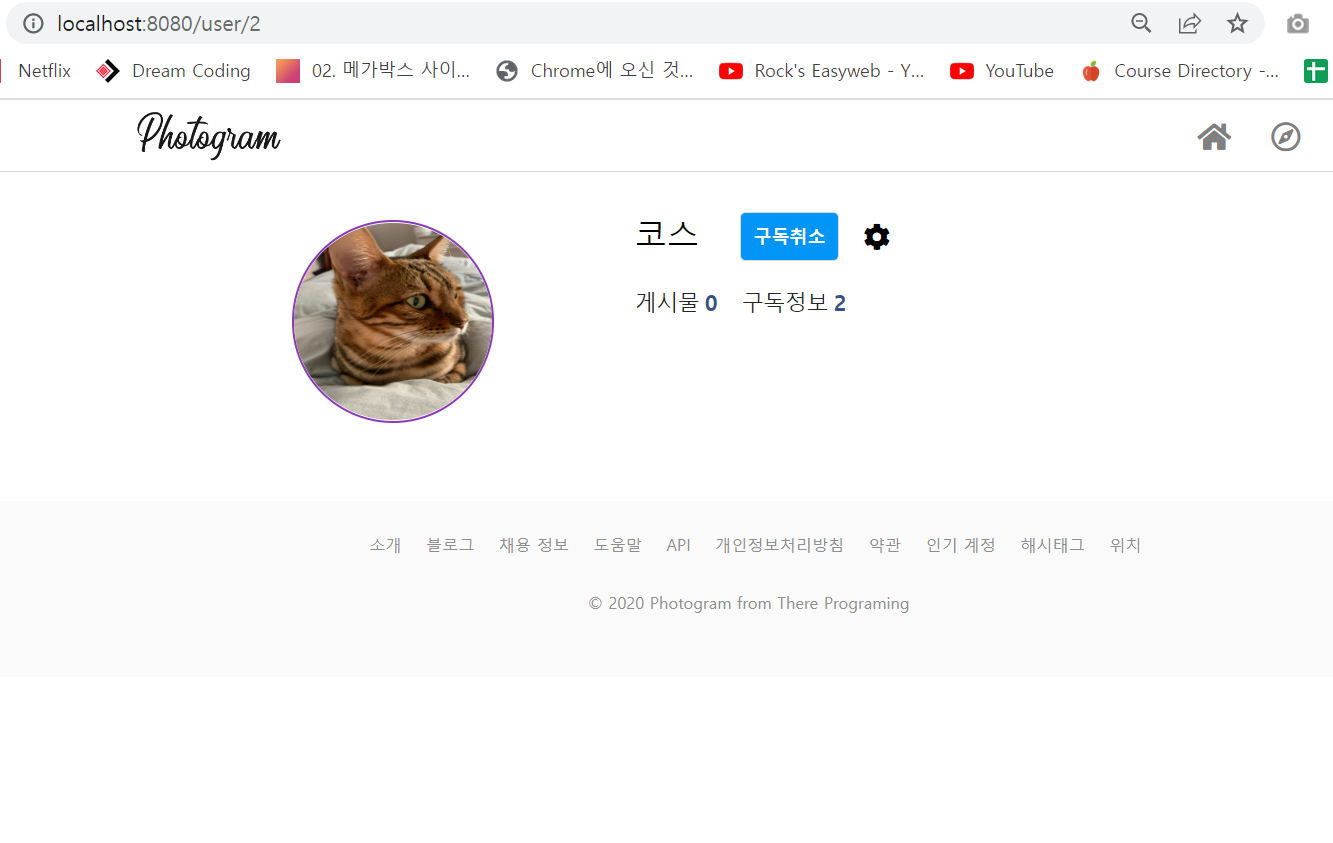 localhost:8080/user/2
Netflix Dream Coding 02. 메가박스 사이... Chrome에 오신 것... Rock's Easyweb - Y... YouTube Course Directory -...
Photogram
코스 구독취소
게시물 0 구독정보 2
소개 블로그 채용 정보 도움말 API 개인정보처리방침 약관 인기 계정 해시태그 위치
© 2020 Photogram from There Programing